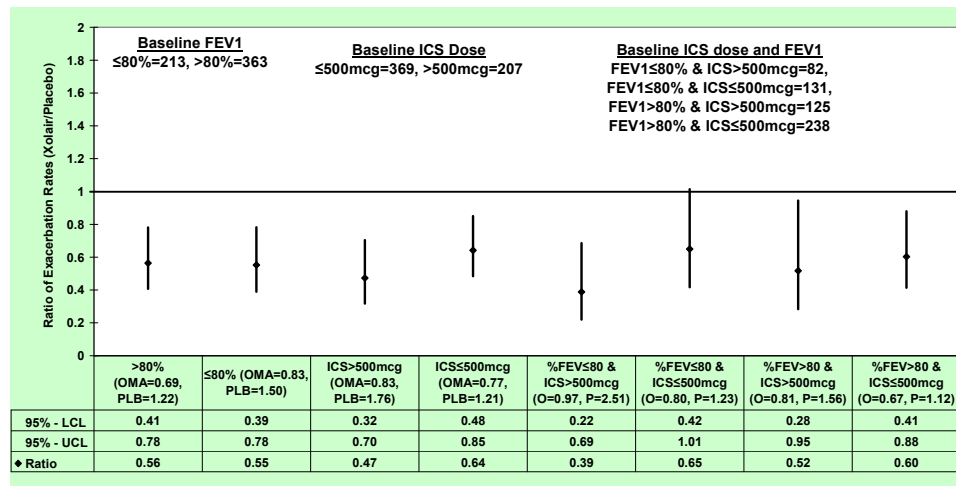 Baseline FEV1
≤80%=213, >80%=363
Baseline ICS Dose
≤500mcg=369, >500mcg=207
Baseline ICS dose and FEV1
FEV1≤80% & ICS>500mcg=82,
FEV1≤80% & ICS≤500mcg=131,
FEV1>80% & ICS>500mcg=125
FEV1>80% & ICS≤500mcg=238
Ratio of Exacerbation Rates (Xolair/Placebo)
2
1.8
1.6
1.4
1.2
1
0.8
0.6
0.4
0.2
0
>80%
(OMA=0.69,
PLB=1.22)
≤80% (OMA=0.83,
PLB=1.50)
ICS>500mcg
(OMA=0.83,
PLB=1.76)
ICS≤500mcg
(OMA=0.77,
PLB=1.21)
%FEV≤80 &
ICS>500mcg
(O=0.97, P=2.51)
%FEV≤80 &
ICS≤500mcg
(O=0.80, P=1.23)
%FEV>80 &
ICS>500mcg
(O=0.81, P=1.56)
%FEV>80 &
ICS≤500mcg
(O=0.67, P=1.12)
95% - LCL 0.41 0.39 0.32 0.48 0.22 0.42 0.28 0.41
95% - UCL 0.78 0.78 0.70 0.85 0.69 1.01 0.95 0.88
Ratio 0.56 0.55 0.47 0.64 0.39 0.65 0.52 0.60